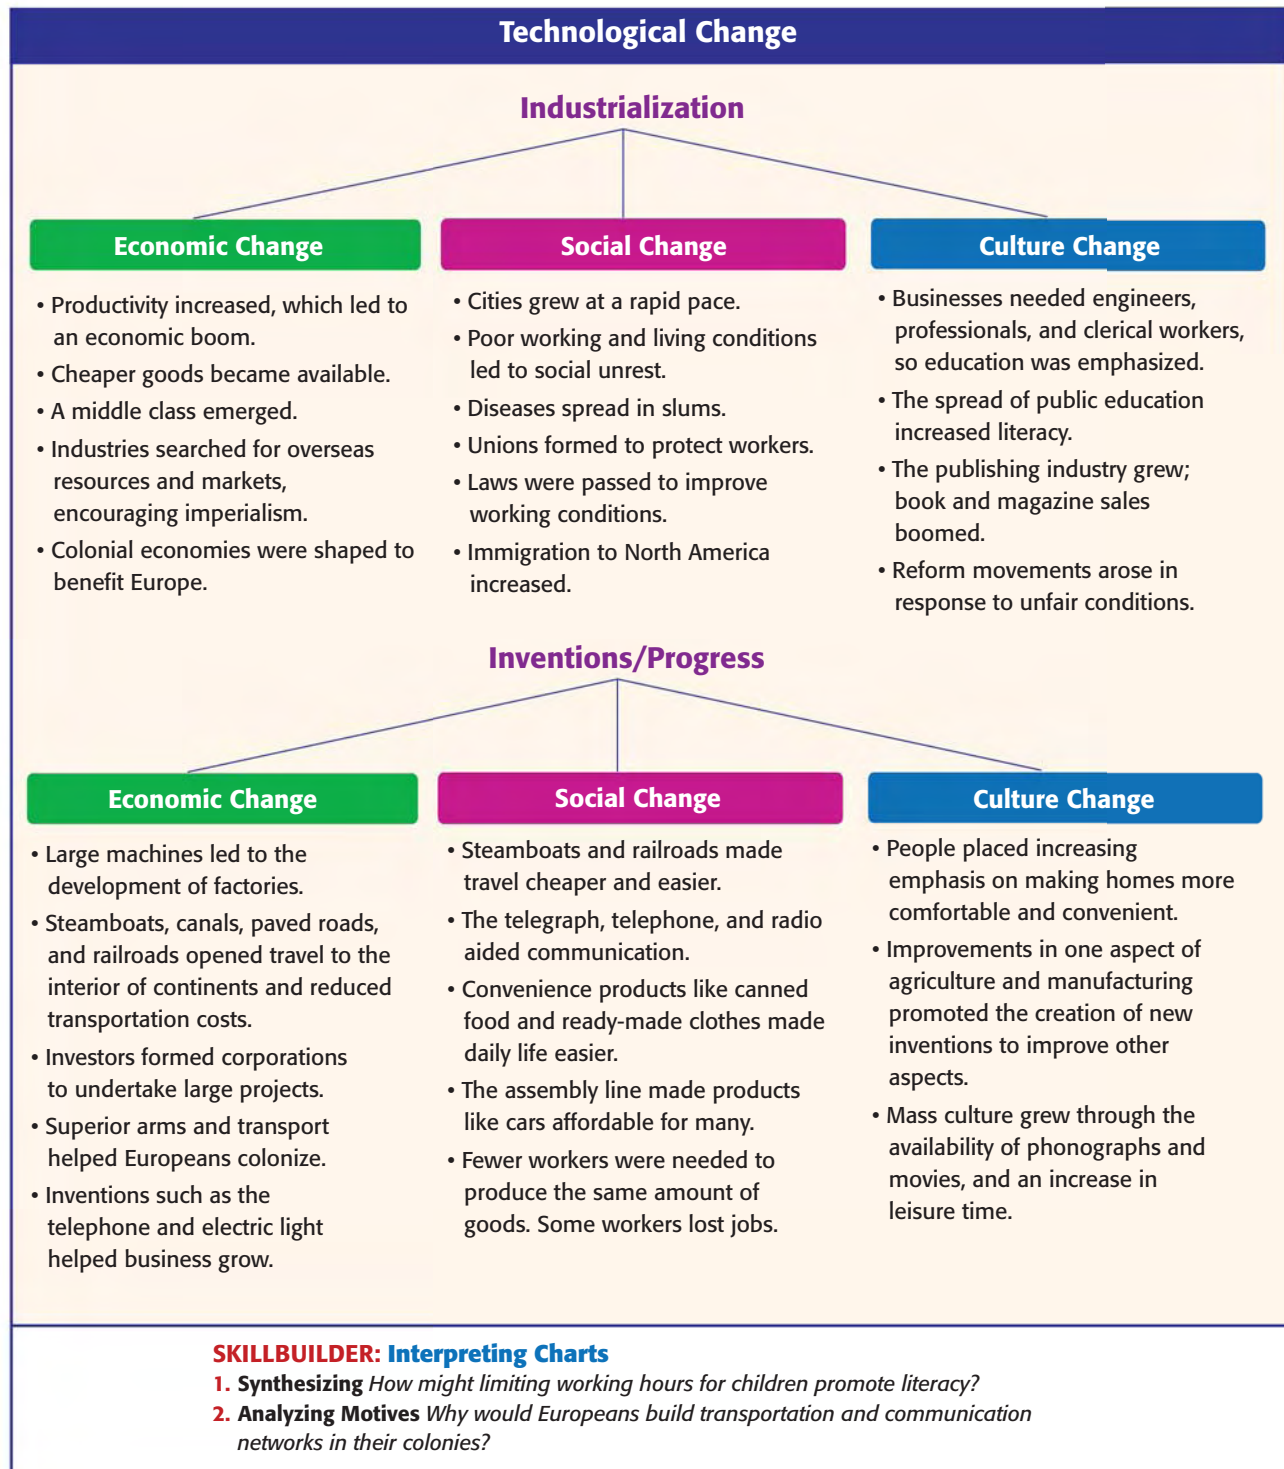 Technological Change
Industrialization
Economic Change
• Productivity increased, which led to
an economic boom.
• Cheaper goods became available.
• A middle class emerged.
• Industries searched for overseas
resources and markets,
encouraging imperialism.
• Colonial economies were shaped to
benefit Europe.
Social Change
• Cities grew at a rapid pace.
• Poor working and living conditions
led to social unrest.
• Diseases spread in slums.
• Unions formed to protect workers.
• Laws were passed to improve
working conditions.
• Immigration to North America
increased.
Culture Change
• Businesses needed engineers,
professionals, and clerical workers,
so education was emphasized.
• The spread of public education
increased literacy.
• The publishing industry grew;
book and magazine sales
boomed.
• Reform movements arose in
response to unfair conditions.
Inventions/Progress
Economic Change
• Large machines led to the
development of factories.
• Steamboats, canals, paved roads,
and railroads opened travel to the
interior of continents and reduced
transportation costs.
• Investors formed corporations
to undertake large projects.
• Superior arms and transport
helped Europeans colonize.
• Inventions such as the
telephone and electric light
helped business grow.
Social Change
• Steamboats and railroads made
travel cheaper and easier.
• The telegraph, telephone, and radio
aided communication.
• Convenience products like canned
food and ready-made clothes made
daily life easier.
• The assembly line made products
like cars affordable for many.
• Fewer workers were needed to
produce the same amount of
goods. Some workers lost jobs.
Culture Change
• People placed increasing
emphasis on making homes more
comfortable and convenient.
• Improvements in one aspect of
agriculture and manufacturing
promoted the creation of new
inventions to improve other
aspects.
• Mass culture grew through the
availability of phonographs and
movies, and an increase in
leisure time.
SKILLBUILDER: Interpreting Charts
1. Synthesizing How might limiting working hours for children promote literacy?
2. Analyzing Motives Why would Europeans build transportation and communication
networks in their colonies?